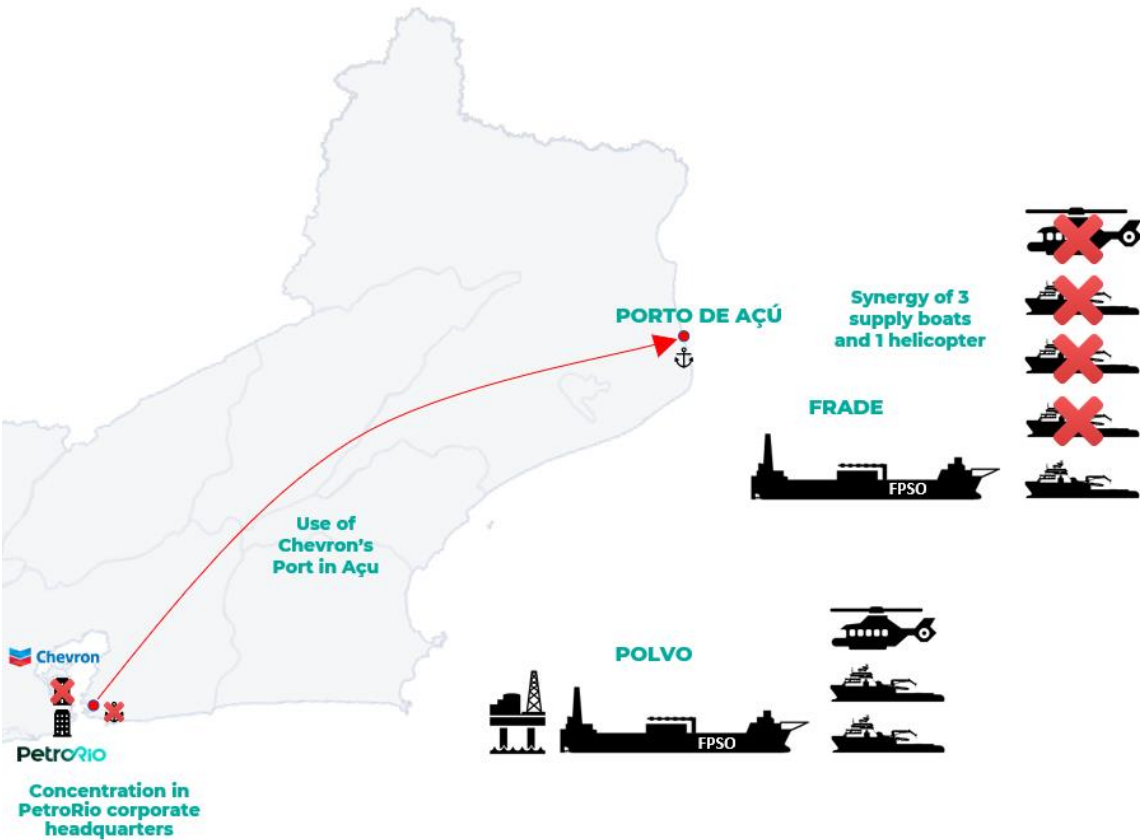 PORTO DE AÇÚ
Synergy of 3
supply boats
and 1 helicopter
FRADE
FPSO
Use of
Chevron's
Port in Açu
Chevron
POLVO
FPSO
PetroRio
Concentration in
PetroRio corporate
headquarters